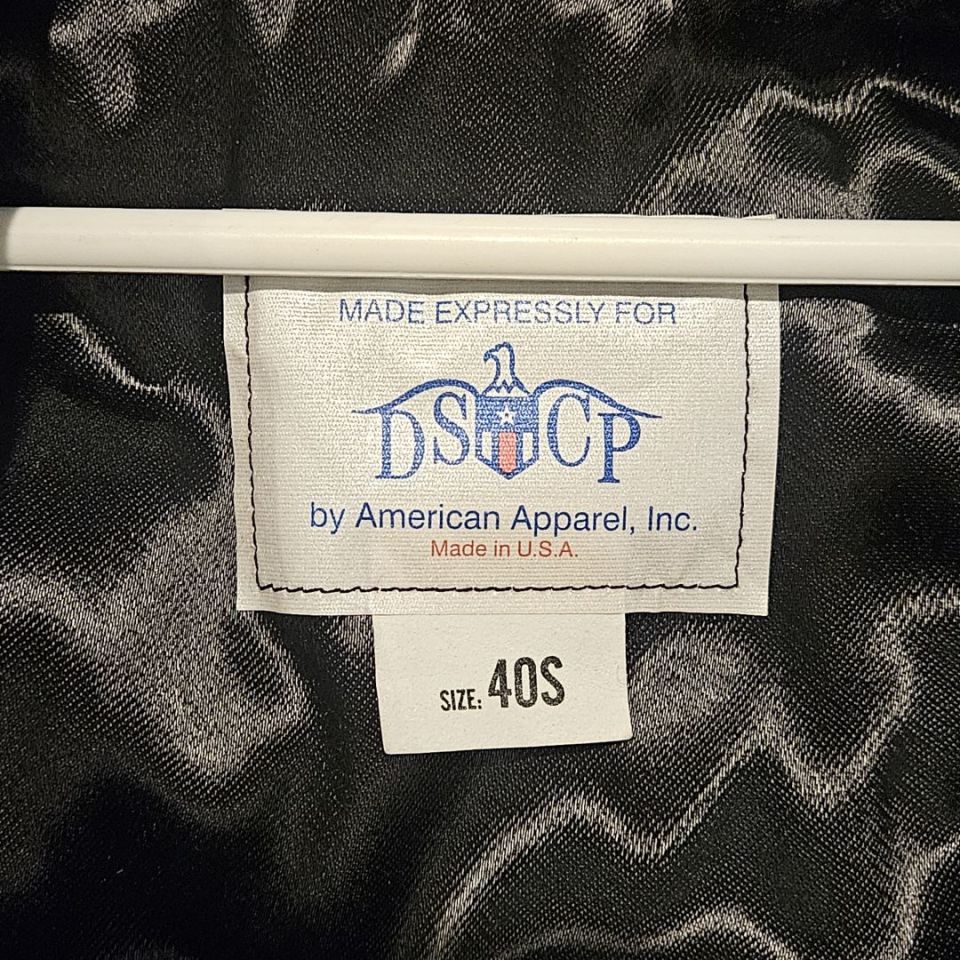 MADE EXPRESSLY FOR
DSCP
by American Apparel, Inc.
Made in U.S.A.
SIZE: 40S